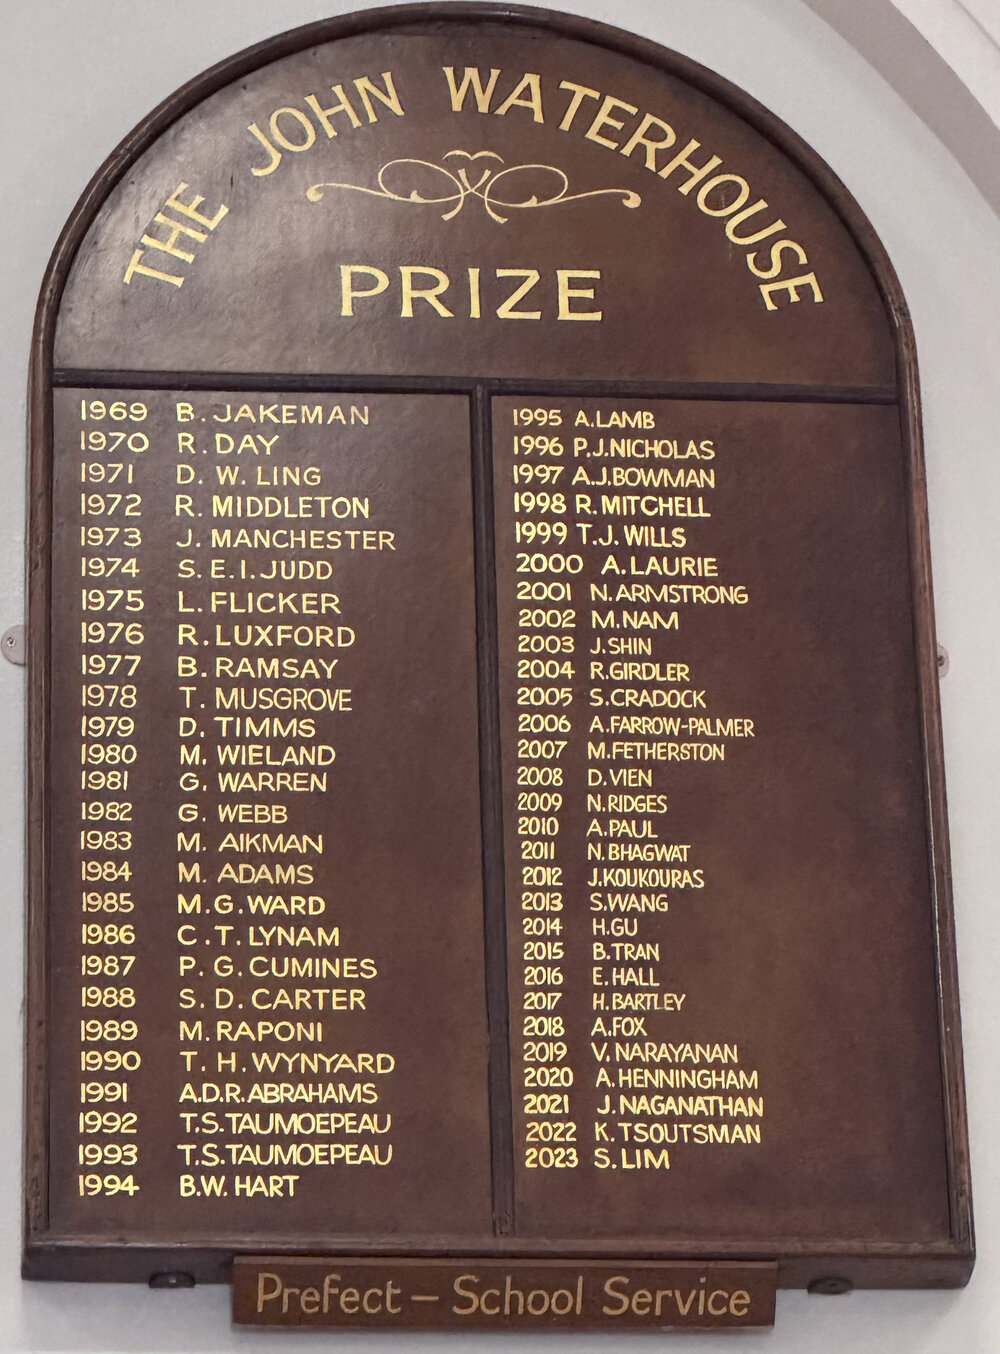 THE JOHN WATERHOUSE
PRIZE
1969 B. JAKEMAN
1970 R. DAY
1971 D. W. LING
1972 R. MIDDLETON
1973 J. MANCHESTER
1974 S. E. I. JUDD
1975 L. FLICKER
1976 R. LUXFORD
1977 B. RAMSAY
1978 T. MUSGROVE
1979 D. TIMMS
1980 M. WIELAND
1981 G. WARREN
1982 G. WEBB
1983 M. AIKMAN
1984 M. ADAMS
1985 M.G. WARD
1986 C.T. LYNAM
1987 P. G. CUMINES
1988 S. D. CARTER
1989 M. RAPONI
1990 T. H. WYNYARD
1991 A.D.R. ABRAHAMS
1992 T.S. TAUMOEPEAU
1993 T.S. TAUMOEPEAU
1994 B.W. HART
1995 A. LAMB
1996 P.J. NICHOLAS
1997 A.J. BOWMAN
1998 R. MITCHELL
1999 T.J. WILLS
2000 A. LAURIE
2001 N. ARMSTRONG
2002 M. NAM
2003 J. SHIN
2004 R. GIRDLER
2005 S. CRADOCK
2006 A. FARROW-PALMER
2007 M. FETHERSTON
2008 D. VIEN
2009 N. RIDGES
2010 A. PAUL
2011 N. BHAGWAT
2012 J. KOUKOURAS
2013 S. WANG
2014 H. GU
2015 B. TRAN
2016 E. HALL
2017 H. BARTLEY
2018 A. FOX
2019 V. NARAYANAN
2020 A. HENNINGHAM
2021 J. NAGANATHAN
2022 K. TSOUTSMAN
2023 S. LIM
Prefect – School Service